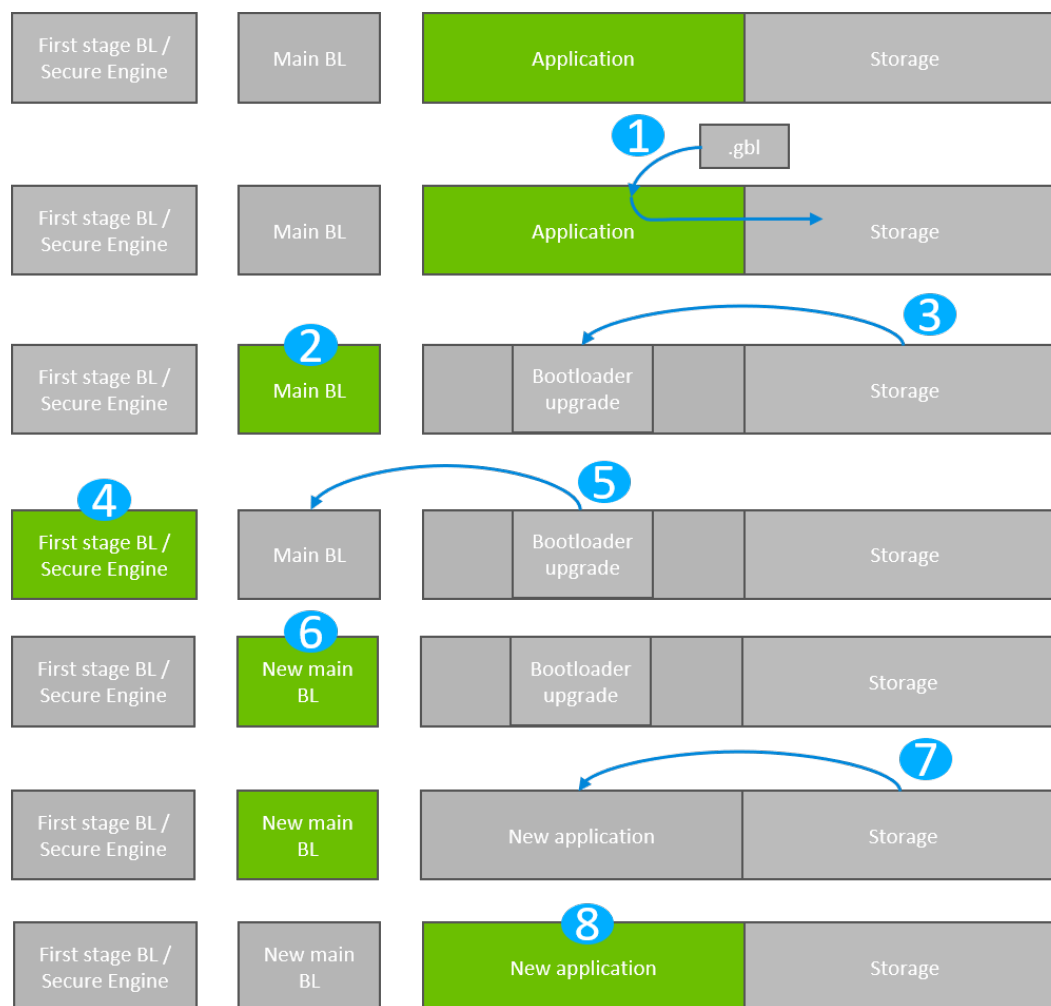 First stage BL /
Secure Engine
Main BL
Application
Storage
1
.gbl
First stage BL /
Secure Engine
Main BL
Application
Storage
2
3
First stage BL /
Secure Engine
Main BL
Bootloader
upgrade
Storage
4
5
First stage BL /
Secure Engine
Main BL
Bootloader
upgrade
Storage
6
First stage BL /
Secure Engine
New main
BL
Bootloader
upgrade
Storage
7
First stage BL /
Secure Engine
New main
BL
New application
Storage
8
First stage BL /
Secure Engine
New main
BL
New application
Storage